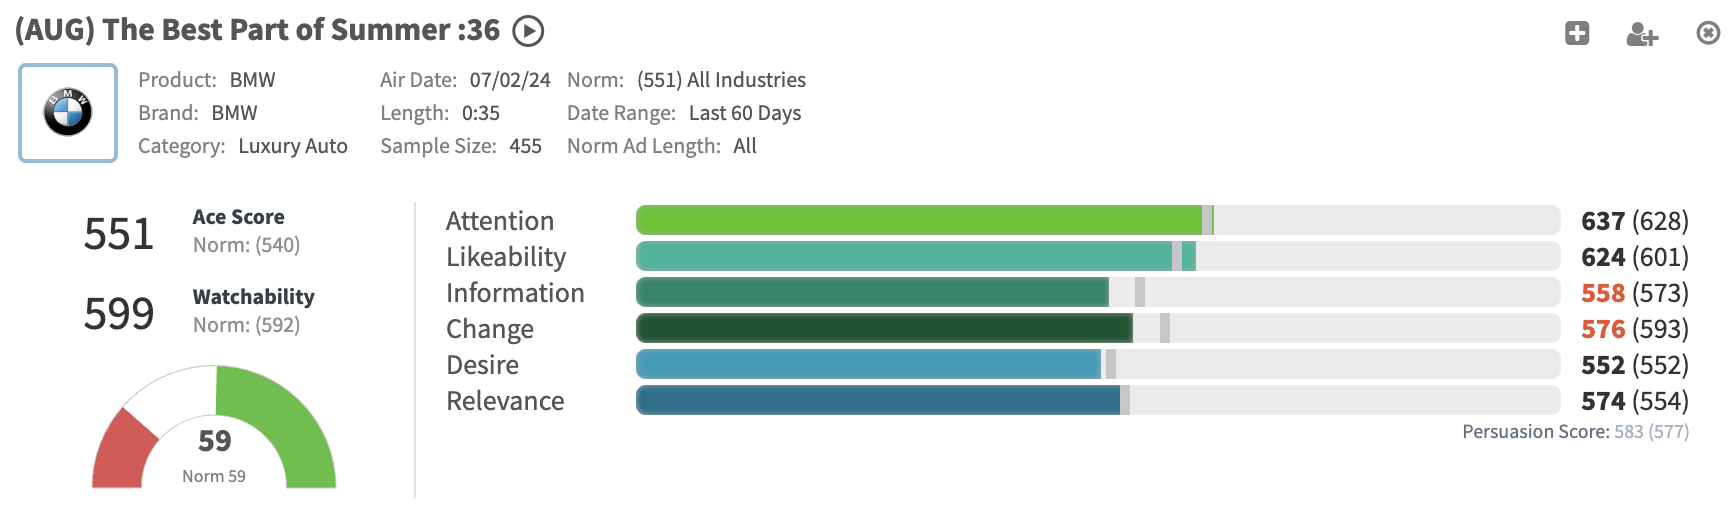 (AUG) The Best Part of Summer :36
BMW
Product: BMW
Brand: BMW
Category: Luxury Auto
Air Date: 07/02/24
Length: 0:35
Sample Size: 455
Norm: (551) All Industries
Date Range: Last 60 Days
Norm Ad Length: All
551 Ace Score
Norm: (540)
599 Watchability
Norm: (592)
59
Norm 59
Attention 637 (628)
Likeability 624 (601)
Information 558 (573)
Change 576 (593)
Desire 552 (552)
Relevance 574 (554)
Persuasion Score: 583 (577)